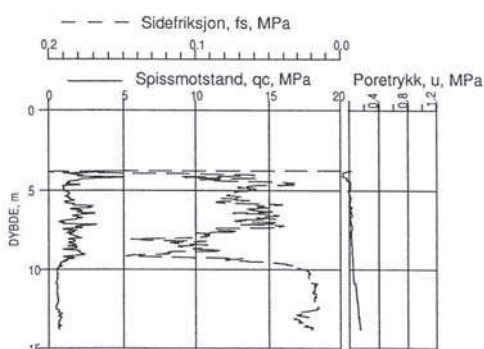 Sidefriksjon, fs, MPa
0,2 0,1 0,0
Spissmotstand, qc, MPa Poretrykk, u, MPa
0 5 10 15 20 0.4 0.8 1.2
DYBDE, m
0
5
10
15